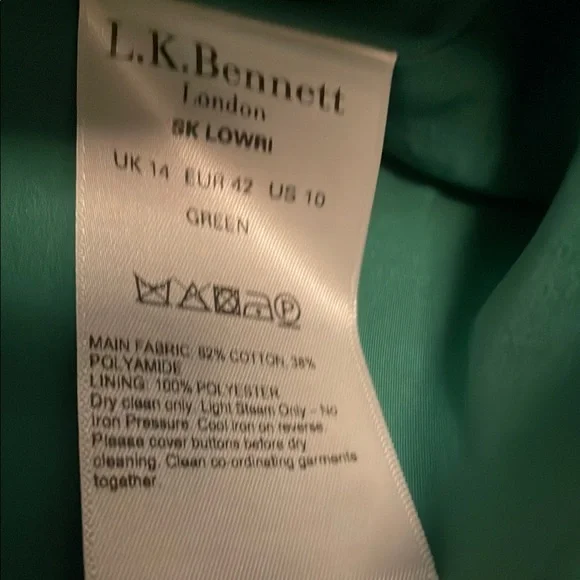 L.K.Bennett
London
SK LOWRI
UK 14 EUR 42 US 10
GREEN
P
MAIN FABRIC: 62% COTTON, 38%
POLYAMIDE
LINING: 100% POLYESTER
Dry clean only. Light Steam Only - No
Iron Pressure. Cool iron on reverse.
Please cover buttons before dry
cleaning. Clean co-ordinating garments
together.